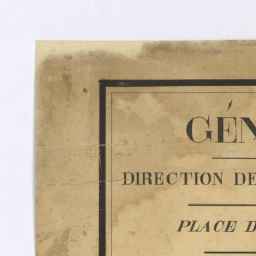 GÉN
DIRECTION DE
PLACE D